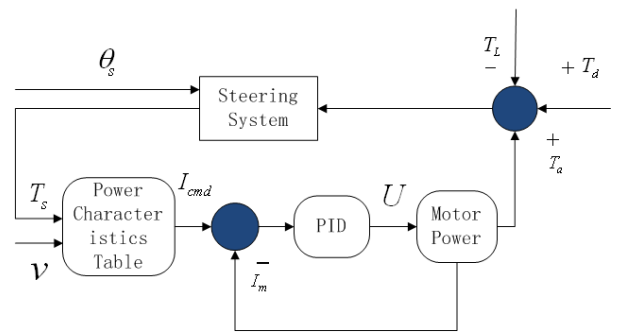 θs
Steering
System
TL
−
+ Td
+
Ta
Ts
v
Power
Character
istics
Table
Icmd
−
Im
PID
U
Motor
Power